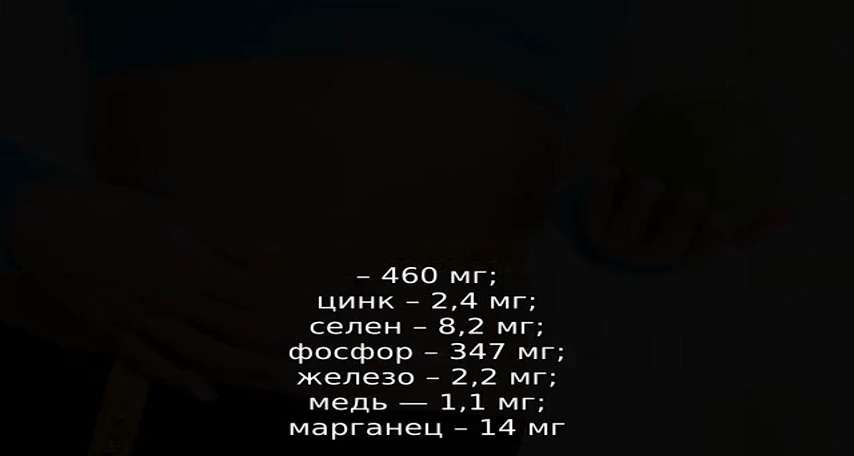 – 460 мг;
цинк – 2,4 мг;
селен – 8,2 мг;
фосфор – 347 мг;
железо – 2,2 мг;
медь — 1,1 мг;
марганец – 14 мг